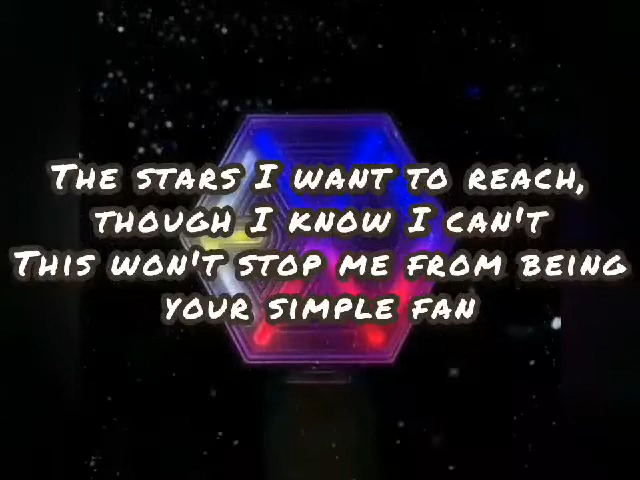 The stars I want to reach,
though I know I can't
This won't stop me from being
your simple fan